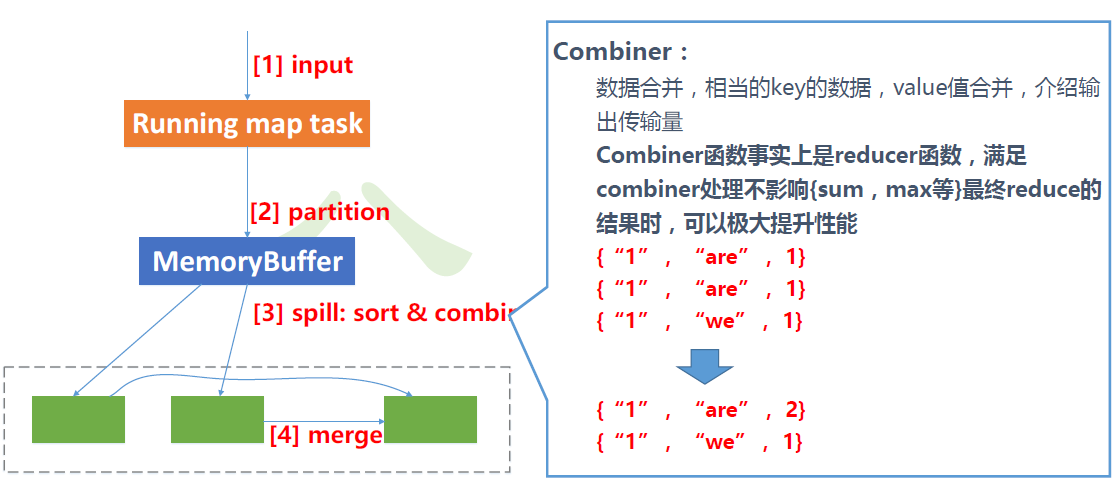 [1] input
Running map task
[2] partition
MemoryBuffer
[3] spill: sort & combin
[4] merge
Combiner：
数据合并，相当的key的数据，value值合并，介绍输
出传输量
Combiner函数事实上是reducer函数，满足
combiner处理不影响{sum，max等}最终reduce的
结果时，可以极大提升性能
{“1”，“are”，1}
{“1”，“are”，1}
{“1”，“we”，1}
{“1”，“are”，2}
{“1”，“we”，1}